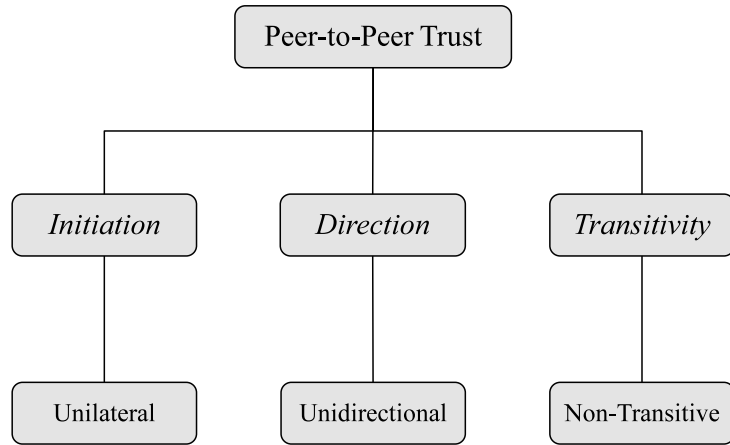 Peer-to-Peer Trust
Initiation
Direction
Transitivity
Unilateral
Unidirectional
Non-Transitive